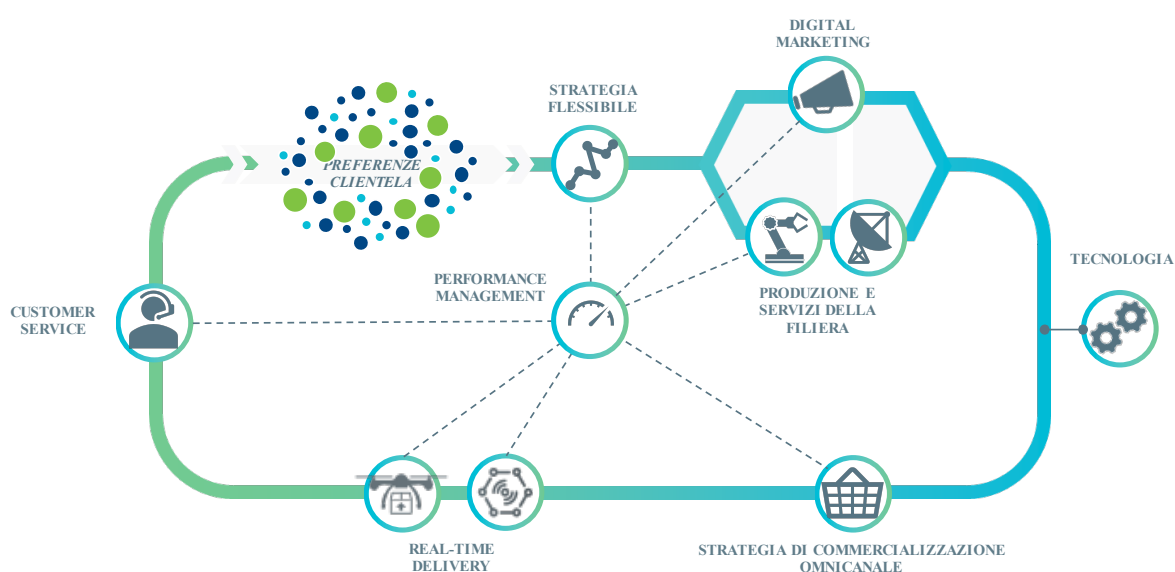 DIGITAL
MARKETING
STRATEGIA
FLESSIBILE
PREFERENZE
CLIENTELA
TECNOLOGIA
PERFORMANCE
MANAGEMENT
PRODUZIONE E
SERVIZI DELLA
FILIERA
CUSTOMER
SERVICE
REAL-TIME
DELIVERY
STRATEGIA DI COMMERCIALIZZAZIONE
OMNICANALE